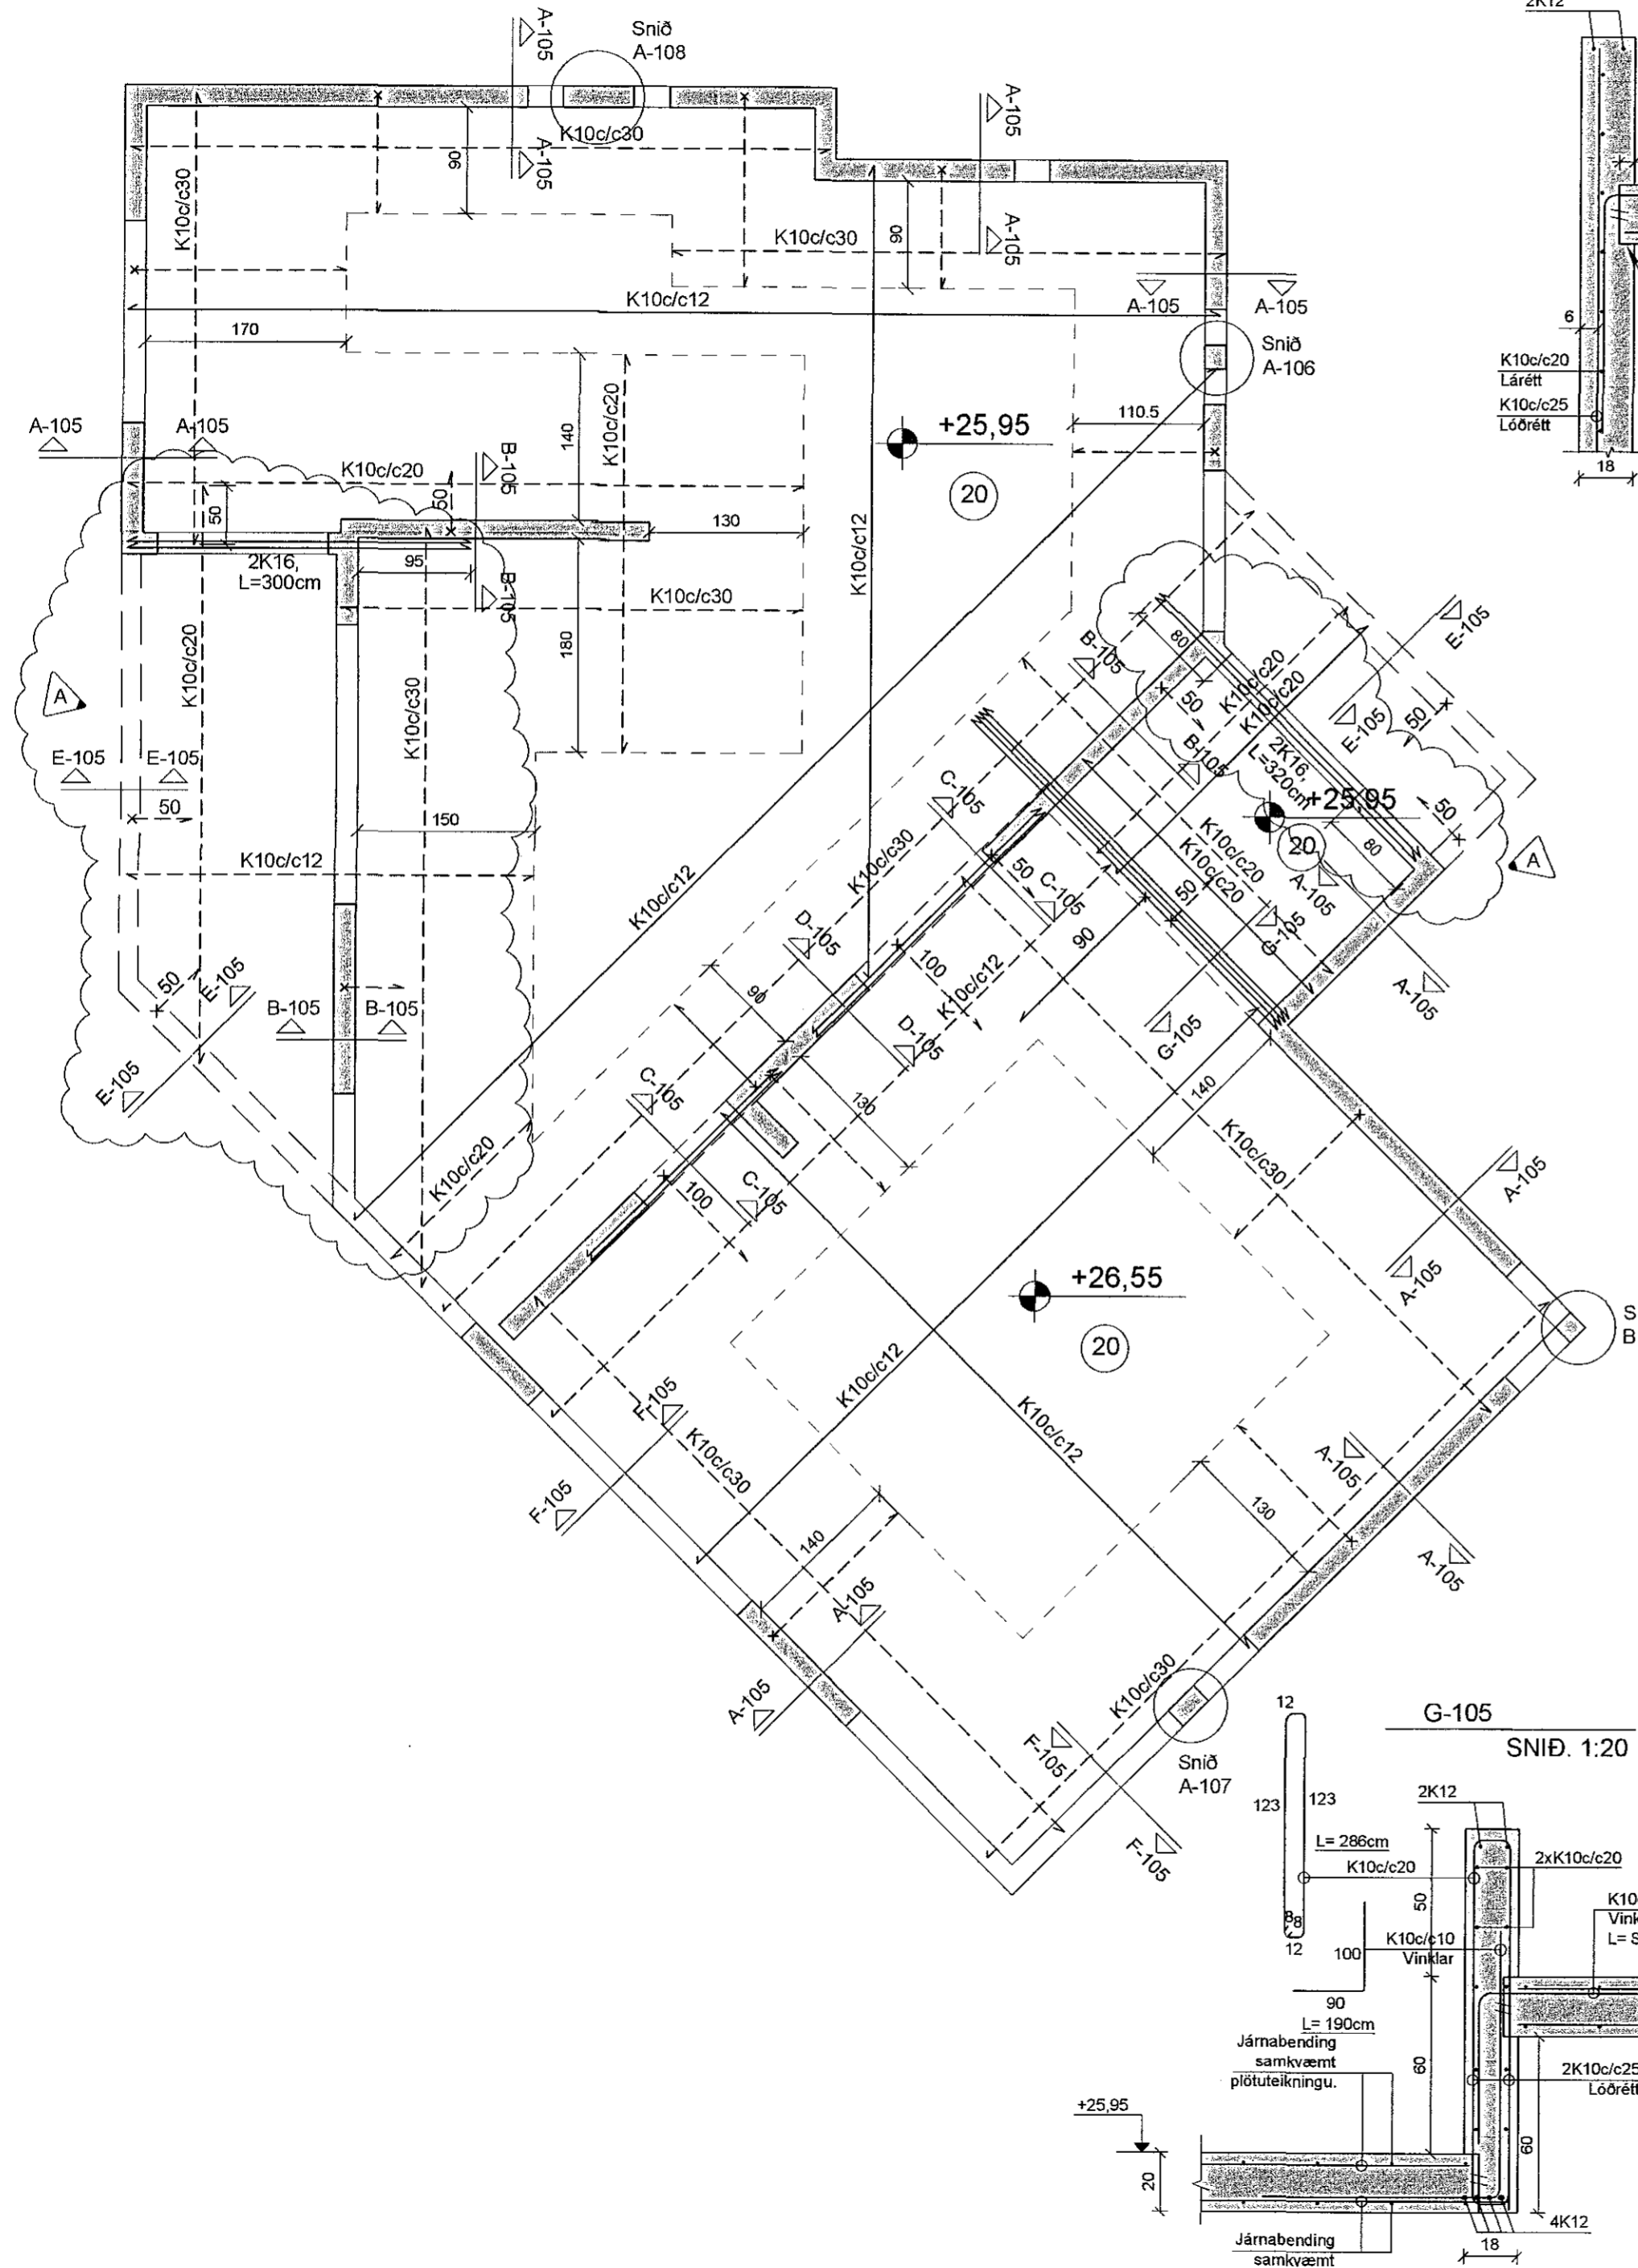 2K12
A-105
Snið
A-108
A-105
K10c/c30
A-105
90
K10c/c30
K10c/c30
90
A-105
K10c/c12
A-105
A-105
170
Snið
A-106
6
K10c/c20
Lárétt
K10c/c25
Lóðrétt
18
140
K10c/c20
+25,95
110.5
A-105
A-105
K10c/c20
B-105
50
50
20
130
2K16,
L=300cm
95
B-105
K10c/c30
K10c/c12
180
K10c/c20
K10c/c30
A
E-105
E-105
50
150
K10c/c12
B-105
80
50
K10c/c20
K10c/c20
E-105
E-105
50
B-105
2K16,
L=320cm
+25,95
50
20
80
A
C-105
K10c/c30
K10c/c20
K10c/c20
50
C-105
50
A-105
G-105
A-105
K10c/c12
D-105
90
100
K10c/c12
90
D-105
G-105
50
E-105
E-105
B-105
B-105
C-105
130
140
K10c/c30
K10c/c20
100
C-105
A-105
A-105
+26,55
20
S
B
K10c/c12
K10c/c12
F-105
K10c/c30
F-105
A-105
130
A-105
140
A-105
A-105
K10c/c30
F-105
F-105
Snið
A-107
G-105
SNIÐ. 1:20
12
123
123
2K12
L= 286cm
K10c/c20
2xK10c/c20
50
8
8
12
K10
Vink
L=
100
K10c/c10
Vinklar
90
L= 190cm
Járnabending
samkvæmt
plötuteikningu.
60
2K10c/c25
Lóðrétt
+25,95
20
60
4K12
18
Járnabending
samkvæmt